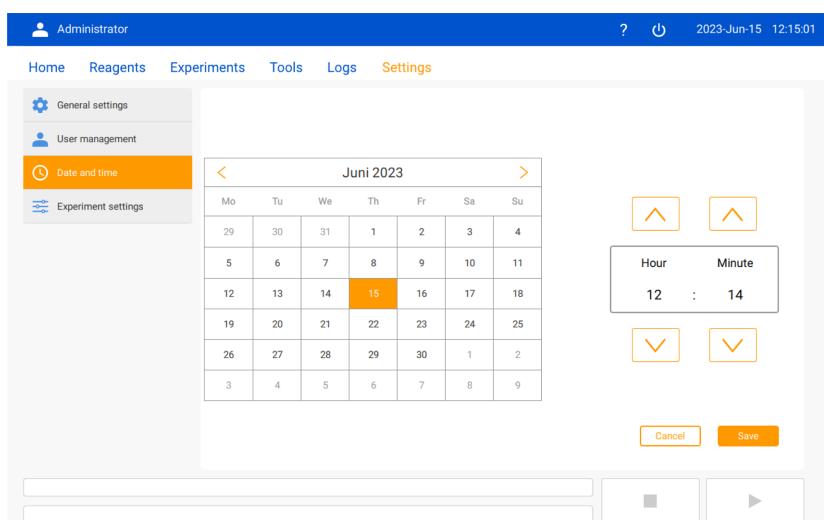 Administrator ? 2023-Jun-15 12:15:01
Home Reagents Experiments Tools Logs Settings
General settings
User management
Date and time
Experiment settings
Juni 2023
Mo Tu We Th Fr Sa Su
29 30 31 1 2 3 4
5 6 7 8 9 10 11
12 13 14 15 16 17 18
19 20 21 22 23 24 25
26 27 28 29 30 1 2
3 4 5 6 7 8 9
Hour Minute
12 : 14
Cancel Save